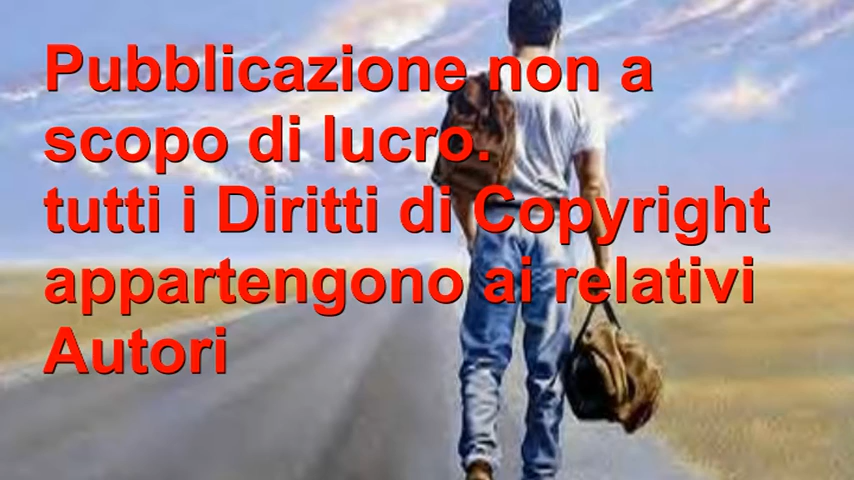 Pubblicazione non a
scopo di lucro.
tutti i Diritti di Copyright
appartengono ai relativi
Autori